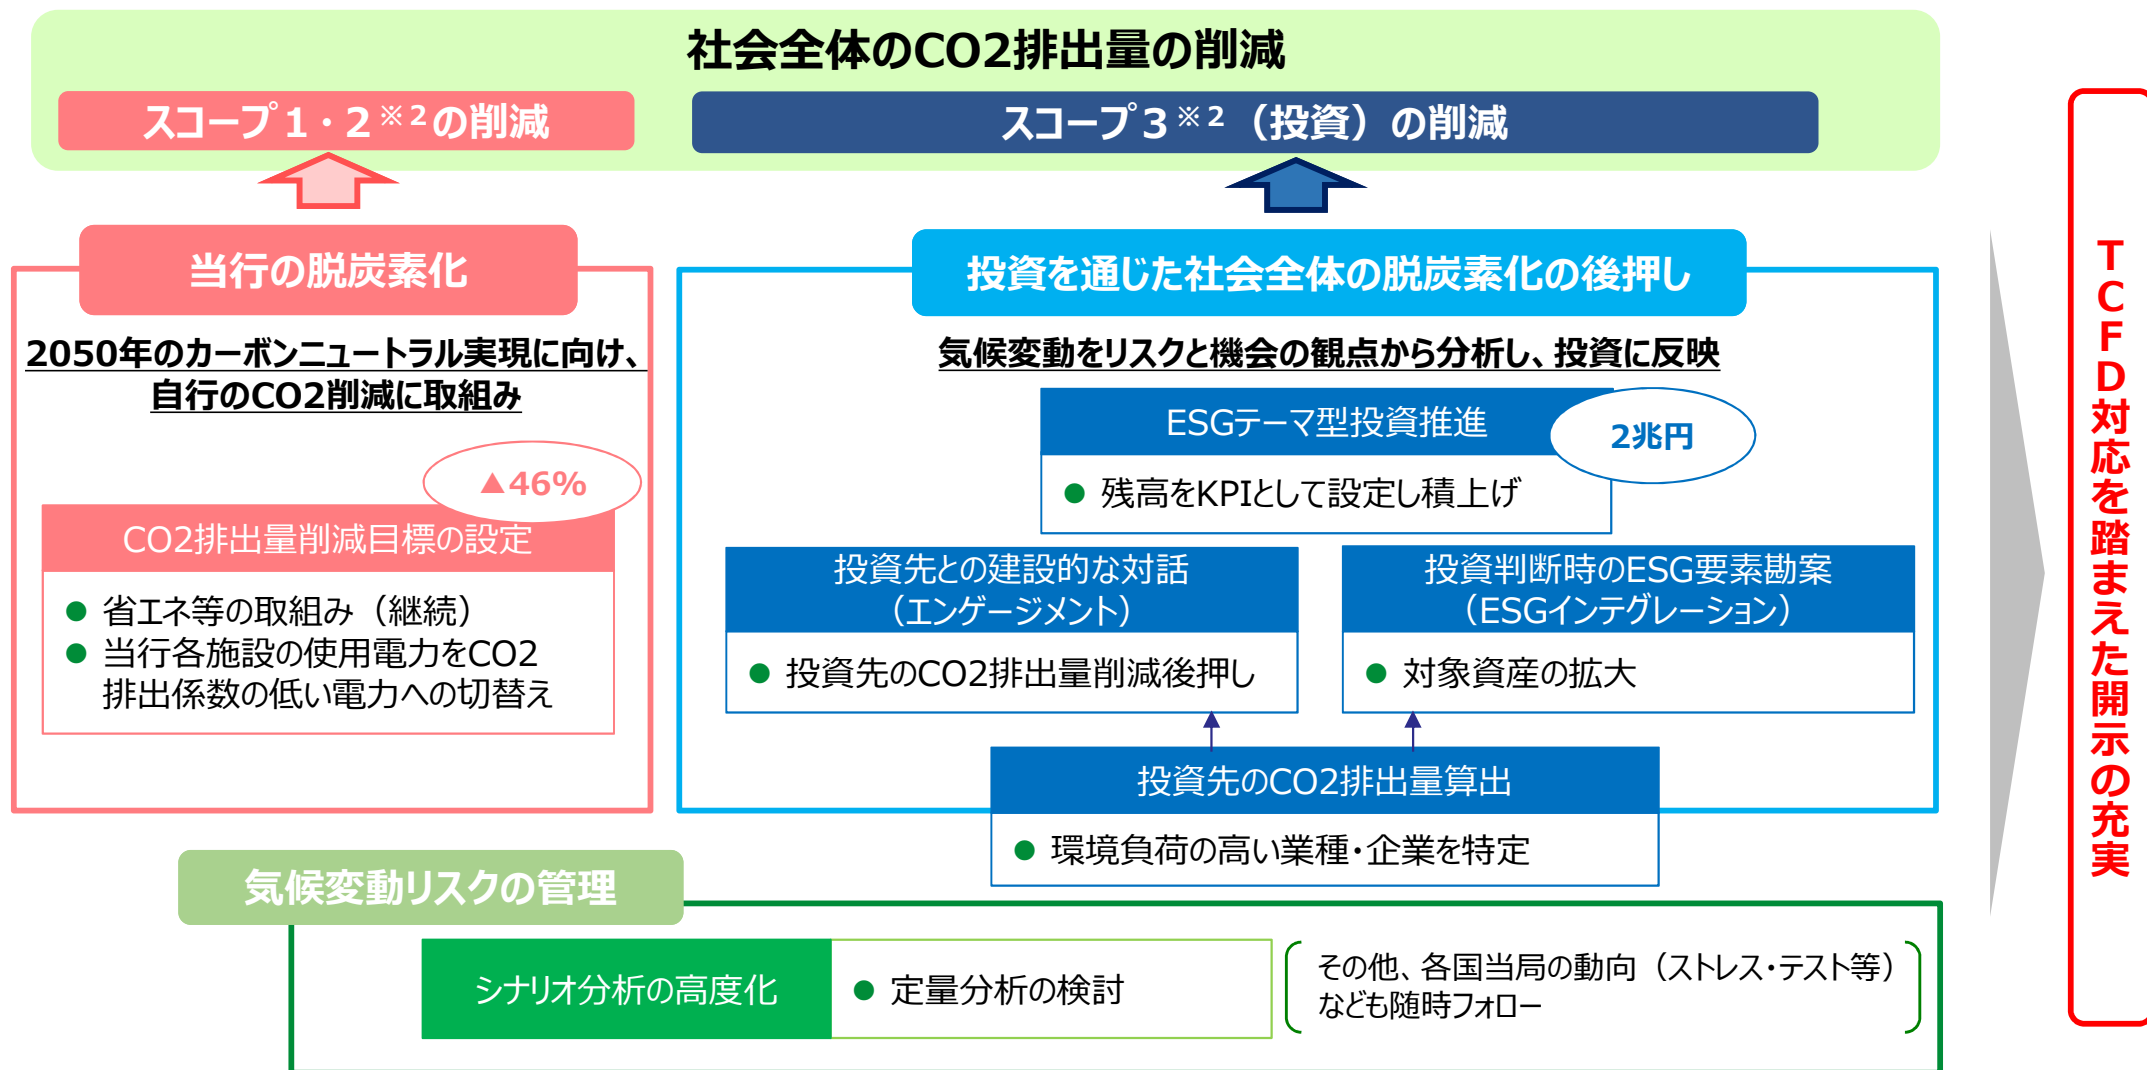 社会全体のCO2排出量の削減
スコープ１・２※２の削減
スコープ３※２（投資）の削減
当行の脱炭素化
2050年のカーボンニュートラル実現に向け、
自行のCO2削減に取組み
▲46%
CO2排出量削減目標の設定
● 省エネ等の取組み（継続）
● 当行各施設の使用電力をCO2
排出係数の低い電力への切替え
投資を通じた社会全体の脱炭素化の後押し
気候変動をリスクと機会の観点から分析し、投資に反映
ESGテーマ型投資推進
2兆円
● 残高をKPIとして設定し積上げ
投資先との建設的な対話
（エンゲージメント）
● 投資先のCO2排出量削減後押し
投資判断時のESG要素勘案
（ESGインテグレーション）
● 対象資産の拡大
投資先のCO2排出量算出
● 環境負荷の高い業種・企業を特定
気候変動リスクの管理
シナリオ分析の高度化
● 定量分析の検討
その他、各国当局の動向（ストレス・テスト等）
なども随時フォロー
TCFD対応を踏まえた開示の充実